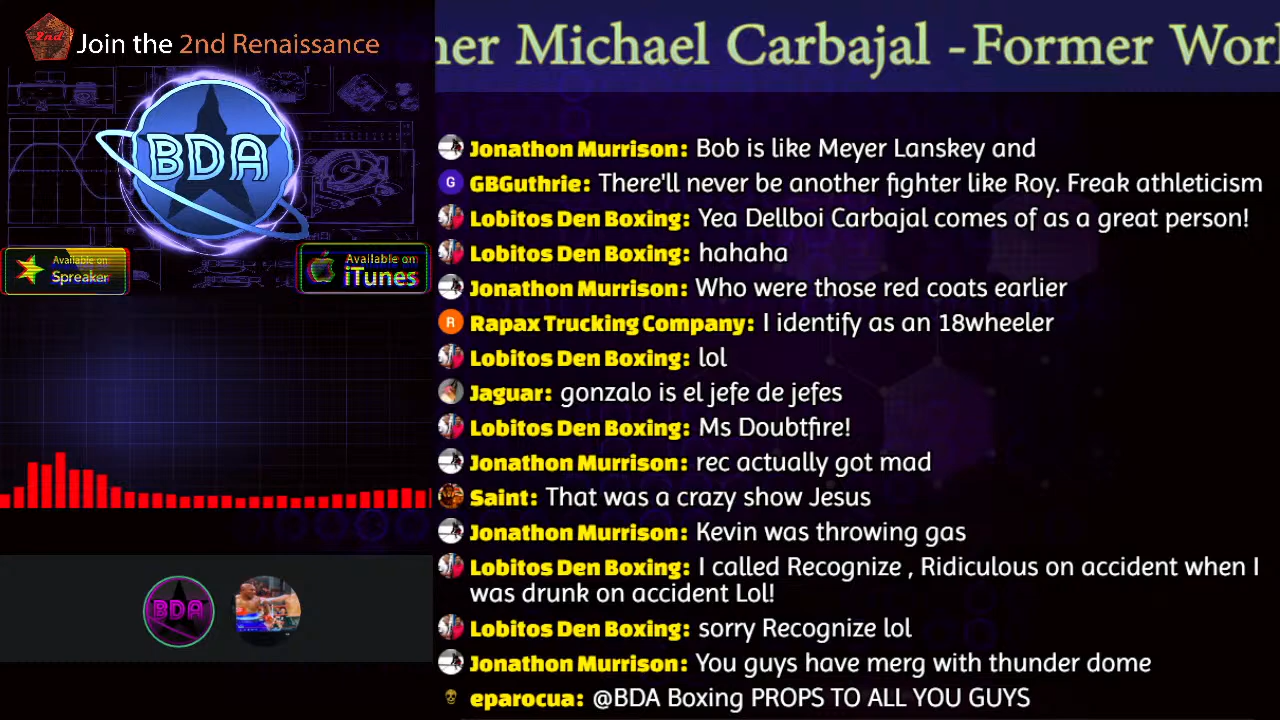 2nd
Join the 2nd Renaissance
BDA
Available on
Spreaker
Available on
iTunes
BDA
ner Michael Carbajal -Former Worl
Jonathon Murrison: Bob is like Meyer Lanskey and
GBGuthrie: There'll never be another fighter like Roy. Freak athleticism
Lobitos Den Boxing: Yea Dellboi Carbajal comes of as a great person!
Lobitos Den Boxing: hahaha
Jonathon Murrison: Who were those red coats earlier
Rapax Trucking Company: I identify as an 18wheeler
Lobitos Den Boxing: lol
Jaguar: gonzalo is el jefe de jefes
Lobitos Den Boxing: Ms Doubtfire!
Jonathon Murrison: rec actually got mad
Saint: That was a crazy show Jesus
Jonathon Murrison: Kevin was throwing gas
Lobitos Den Boxing: I called Recognize , Ridiculous on accident when I
was drunk on accident Lol!
Lobitos Den Boxing: sorry Recognize lol
Jonathon Murrison: You guys have merg with thunder dome
eparocua: @BDA Boxing PROPS TO ALL YOU GUYS